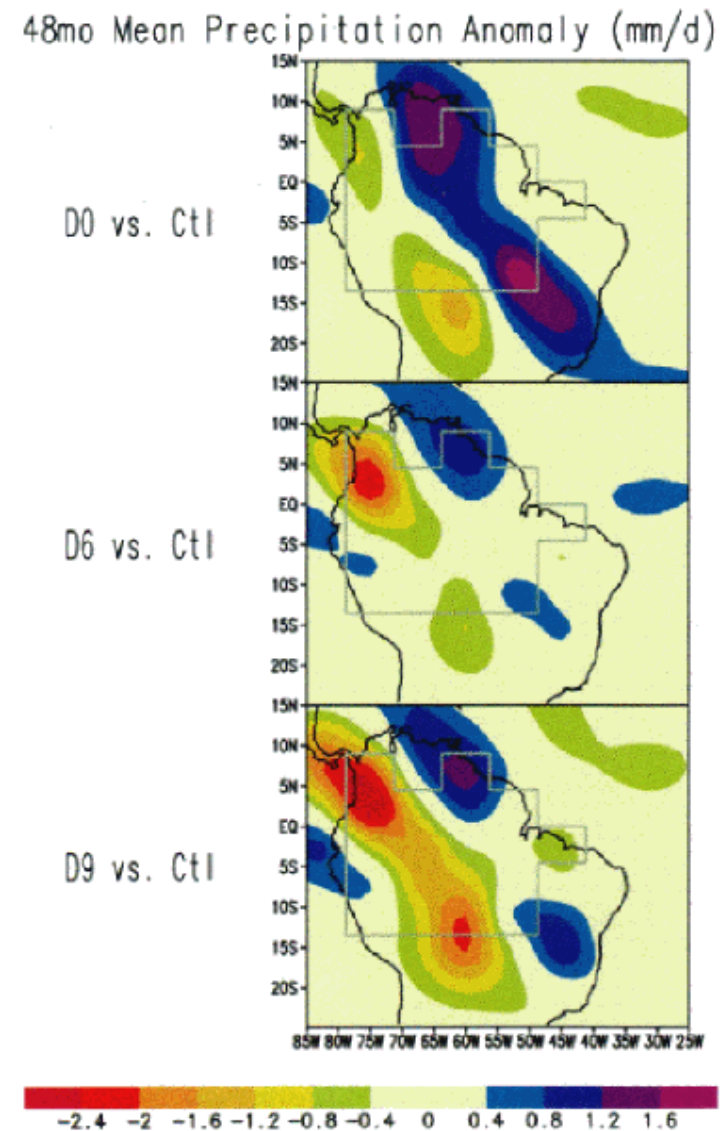 48mo Mean Precipitation Anomaly (mm/d)
15N
10N
5N
EQ
5S
10S
15S
20S
D0 vs. Ctl
15N
10N
5N
EQ
5S
10S
15S
20S
D6 vs. Ctl
15N
10N
5N
EQ
5S
10S
15S
20S
D9 vs. Ctl
85W 80W 75W 70W 65W 60W 55W 50W 45W 40W 35W 30W 25W
-2.4 -2 -1.6 -1.2 -0.8 -0.4 0 0.4 0.8 1.2 1.6